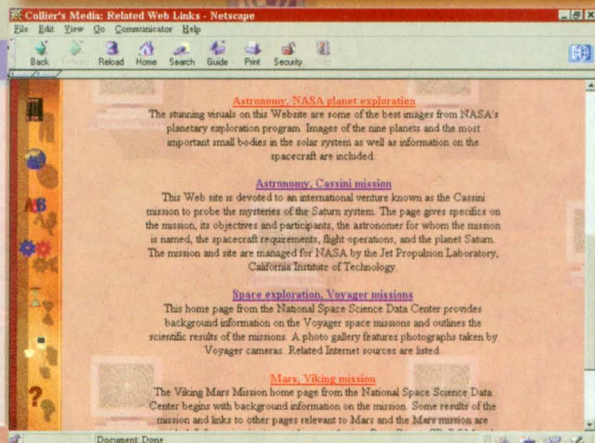 Collier's Media: Related Web Links - Netscape
File Edit View Go Communicator Help
Back Reload Home Search Guide Print Security
Astronomy, NASA planet exploration
The stunning visuals on this Website are some of the best images from NASA's
planetary exploration program. Images of the nine planets and the most
important small bodies in the solar system as well as information on the
spacecraft are included.
Astronomy, Cassini mission
This Web site is devoted to an international venture known as the Cassini
mission to probe the mysteries of the Saturn system. The page gives specifics on
the mission, its objectives and participants, the astronomer for whom the mission
is named, the spacecraft requirements, flight operations, and the planet Saturn.
The mission and site are managed for NASA by the Jet Propulsion Laboratory,
California Institute of Technology.
Space exploration, Voyager missions
This home page from the National Space Science Data Center provides
background information on the Voyager space missions and outlines the
scientific results of the missions. A photo gallery features photographs taken by
Voyager cameras. Related Internet sources are listed.
Mars, Viking mission
The Viking Mars Mission home page from the National Space Science Data
Center begins with background information on the mission. Some results of the
mission and links to other pages relevant to Mars and the Mars mission are
AB
?
Document: Done